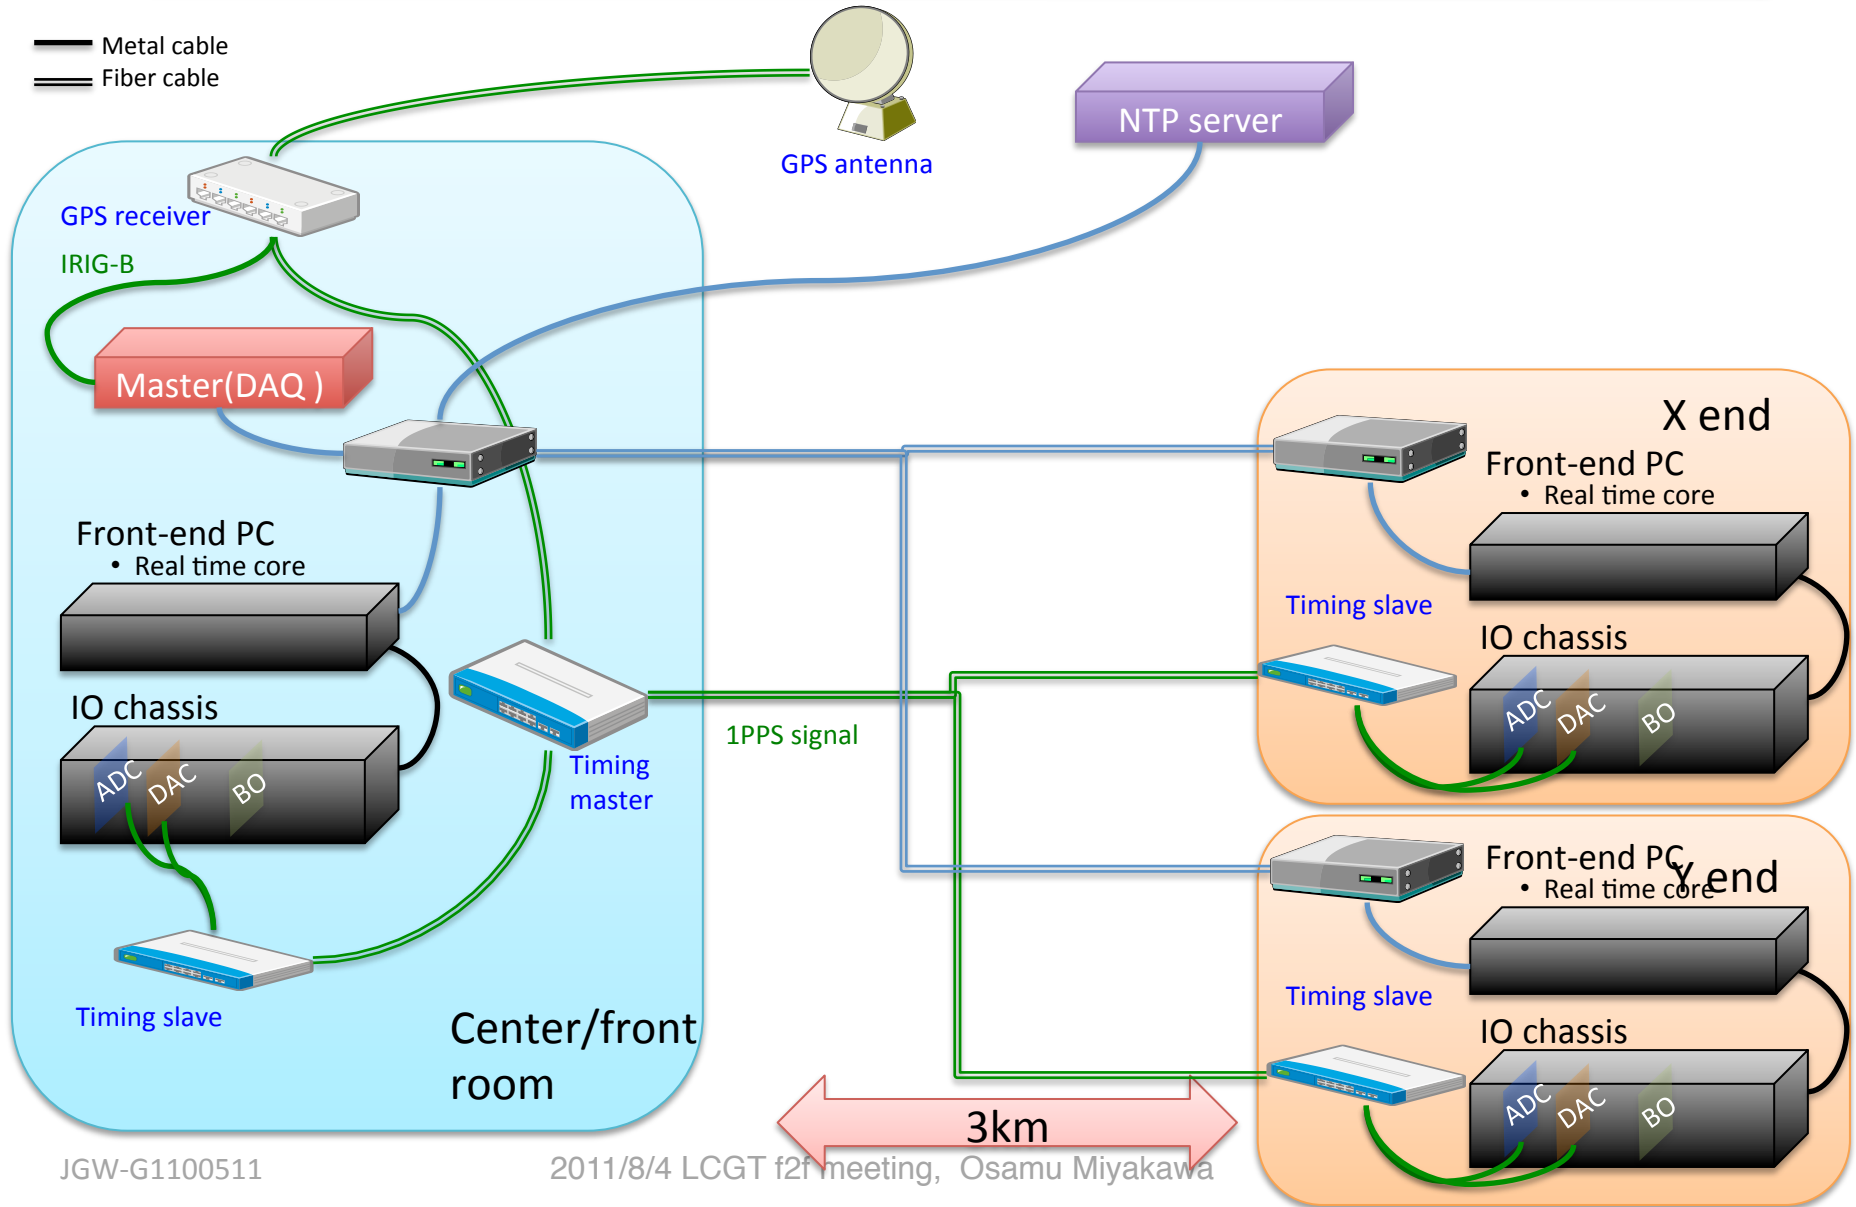 Metal cable
Fiber cable
GPS antenna
NTP server
GPS receiver
IRIG-B
Master(DAQ )
Front-end PC
• Real time core
IO chassis
ADC
DAC
BO
Timing
master
Timing slave
Center/front
room
1PPS signal
3km
X end
Front-end PC
• Real time core
Timing slave
IO chassis
ADC
DAC
BO
Y end
Front-end PC
• Real time core
Timing slave
IO chassis
ADC
DAC
BO
JGW-G1100511
2011/8/4 LCGT f2f meeting, Osamu Miyakawa